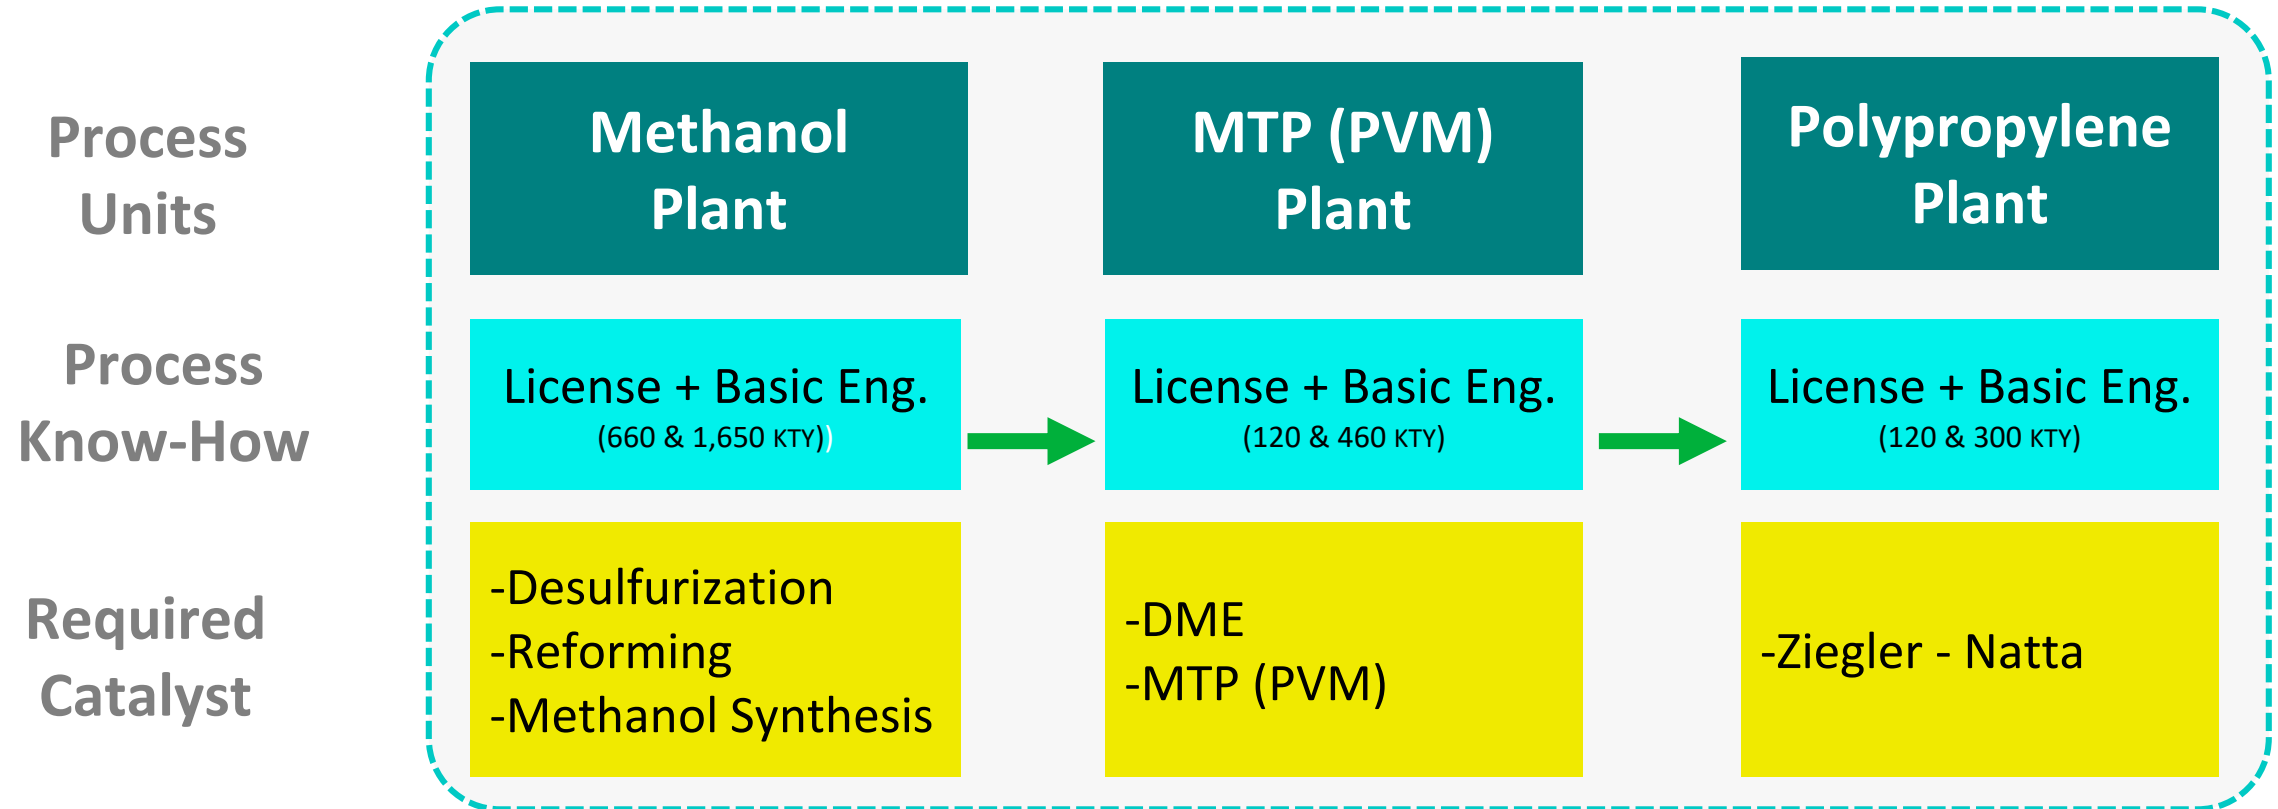 Process
Units
Methanol
Plant
MTP (PVM)
Plant
Polypropylene
Plant
Process
Know-How
License + Basic Eng.
(660 & 1,650 KTY))
License + Basic Eng.
(120 & 460 KTY)
License + Basic Eng.
(120 & 300 KTY)
Required
Catalyst
-Desulfurization
-Reforming
-Methanol Synthesis
-DME
-MTP (PVM)
-Ziegler - Natta